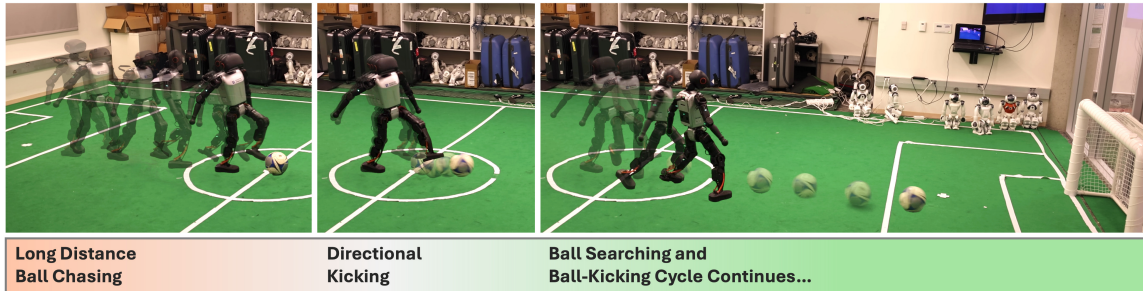 Long Distance
Ball Chasing
Directional
Kicking
Ball Searching and
Ball-Kicking Cycle Continues...